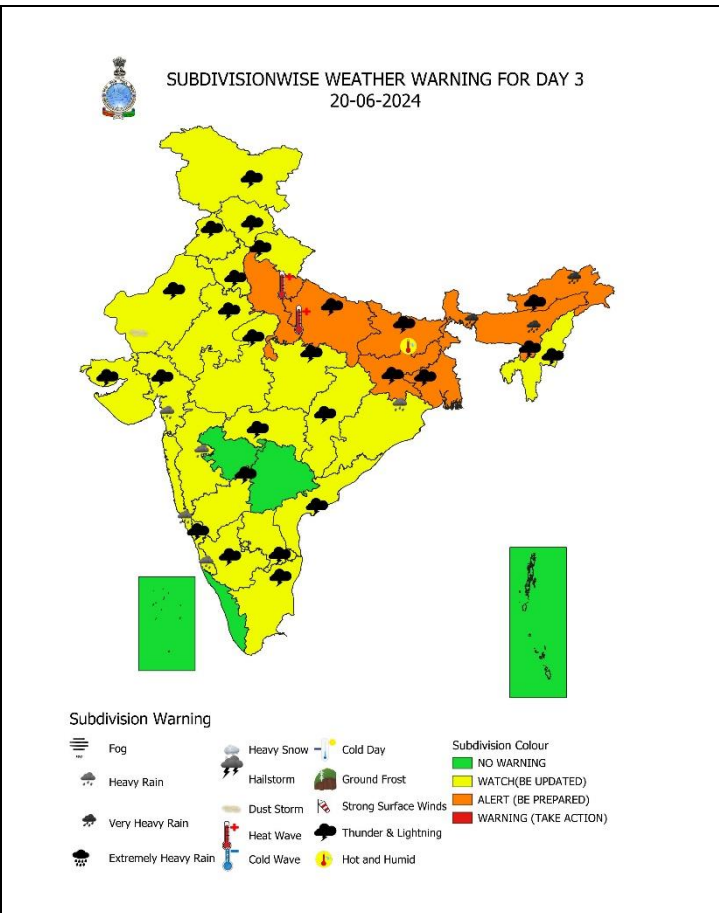 SUBDIVISIONWISE WEATHER WARNING FOR DAY 3
20-06-2024
Subdivision Warning
Fog
Heavy Rain
Very Heavy Rain
Extremely Heavy Rain
Heavy Snow
Hailstorm
Dust Storm
Heat Wave
Cold Wave
Cold Day
Ground Frost
Strong Surface Winds
Thunder & Lightning
Hot and Humid
Subdivision Colour
NO WARNING
WATCH(BE UPDATED)
ALERT (BE PREPARED)
WARNING (TAKE ACTION)